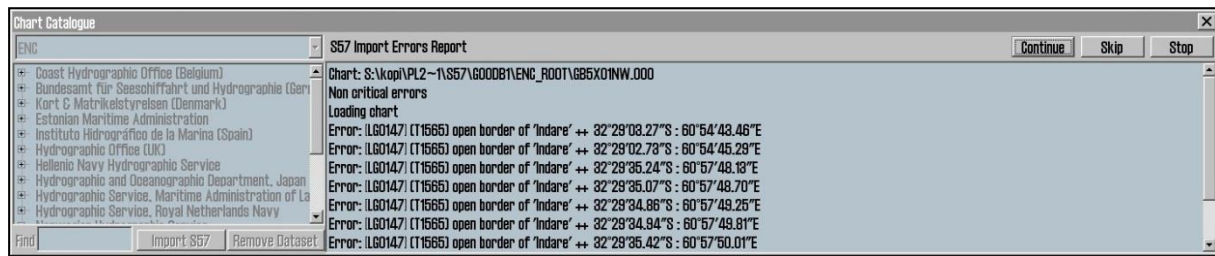 Chart Catalogue
ENC
Coast Hydrographic Office (Belgium)
Bundesamt für Seeschiffahrt und Hydrographie (Ger
Kort & Matrikelstyrelsen (Denmark)
Estonian Maritime Administration
Instituto Hidrográfico de la Marina (Spain)
Hydrographic Office (UK)
Hellenic Navy Hydrographic Service
Hydrographic and Oceanographic Department, Japan
Hydrographic Service, Maritime Administration of La
Hydrographic Service, Royal Netherlands Navy
Find
Import S57
Remove Dataset
S57 Import Errors Report
Continue
Skip
Stop
Chart: S:\kopi\PL2~1\S57\GOODB1\ENC_ROOT\GB5X01NW.000
Non critical errors
Loading chart
Error: [LG0147] (T1565) open border of 'Indare' ++ 32°29'03.27"S : 60°54'43.46"E
Error: [LG0147] (T1565) open border of 'Indare' ++ 32°29'02.73"S : 60°54'45.29"E
Error: [LG0147] (T1565) open border of 'Indare' ++ 32°29'35.24"S : 60°57'48.13"E
Error: [LG0147] (T1565) open border of 'Indare' ++ 32°29'35.07"S : 60°57'48.70"E
Error: [LG0147] (T1565) open border of 'Indare' ++ 32°29'34.86"S : 60°57'49.25"E
Error: [LG0147] (T1565) open border of 'Indare' ++ 32°29'34.94"S : 60°57'49.81"E
Error: [LG0147] (T1565) open border of 'Indare' ++ 32°29'35.42"S : 60°57'50.01"E